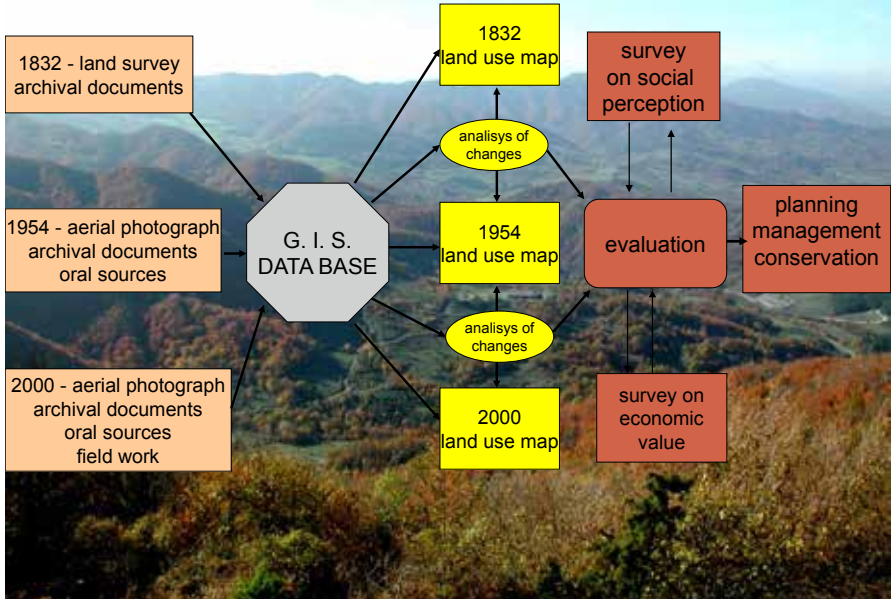 1832 - land survey
archival documents
1954 - aerial photograph
archival documents
oral sources
2000 - aerial photograph
archival documents
oral sources
field work
G. I. S.
DATA BASE
1832
land use map
analisys of
changes
1954
land use map
analisys of
changes
2000
land use map
survey
on social
perception
evaluation
survey on
economic
value
planning
management
conservation